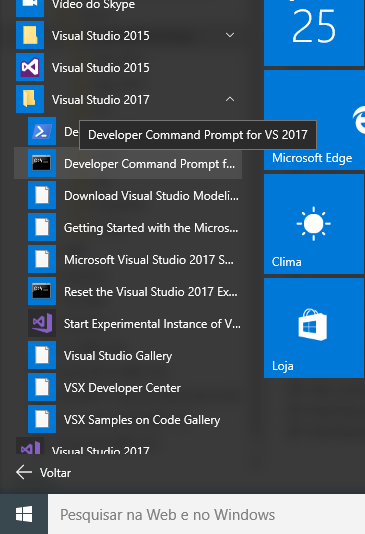 Vídeo do Skype
Visual Studio 2015
Visual Studio 2015
Visual Studio 2017
De
Developer Command Prompt for VS 2017
Developer Command Prompt f...
Download Visual Studio Modeli...
Getting Started with the Micros...
Microsoft Visual Studio 2017 S...
Reset the Visual Studio 2017 Ex...
Start Experimental Instance of V...
Visual Studio Gallery
VSX Developer Center
VSX Samples on Code Gallery
Visual Studio 2017
Voltar
Pesquisar na Web e no Windows
25
Microsoft Edge
Clima
Loja